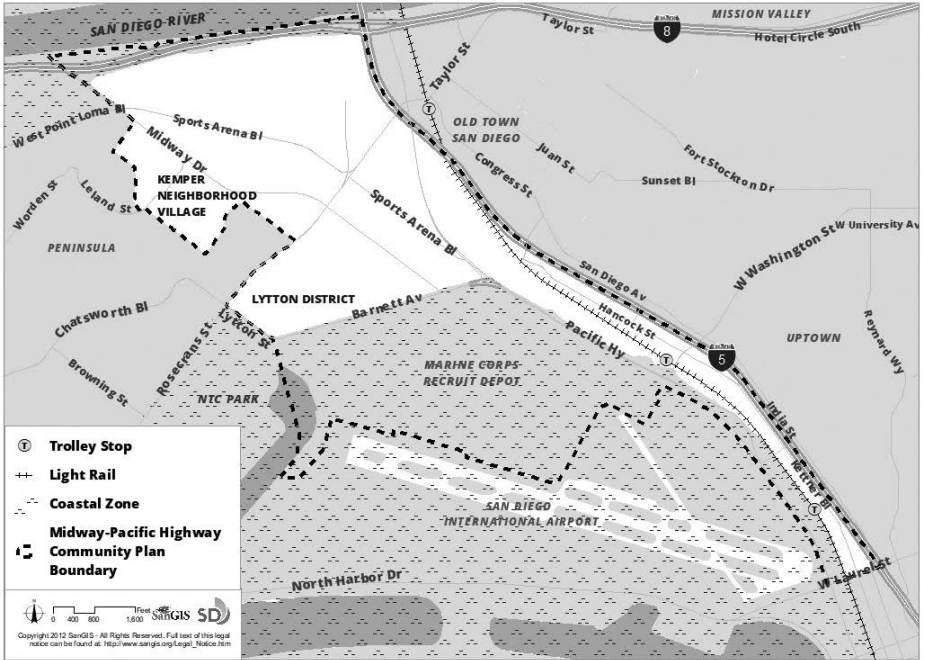 SAN DIEGO RIVER
Taylor St
MISSION VALLEY
8
Hotel Circle South
Taylor St
West Point Loma Bl
Sports Arena Bl
Midway Dr
OLD TOWN
SAN DIEGO
T
Juan St
Fort Stockton Dr
Congress St
Sunset Bl
KEMPER
NEIGHBORHOOD
VILLAGE
Worden St
Leland St
Sports Arena Bl
W Washington St
W University Av
PENINSULA
San Diego Av
LYTTON DISTRICT
Barnett Av
Hancock St
Chatsworth Bl
Lytton St
Rosecrans St
Pacific Hy
UPTOWN
Reynard Wy
5
T
MARINE CORPS
RECRUIT DEPOT
Browning St
NTC PARK
India St
Kettner Bl
T
SAN DIEGO
INTERNATIONAL AIRPORT
W Laurel St
North Harbor Dr
T Trolley Stop
Light Rail
Coastal Zone
Midway-Pacific Highway
Community Plan
Boundary
N
Feet
0 400 800 1,600
SanGIS
SD
Copyright 2012 SanGIS - All Rights Reserved. Full text of this legal
notice can be found at: http://www.sangis.org/Legal_Notice.htm